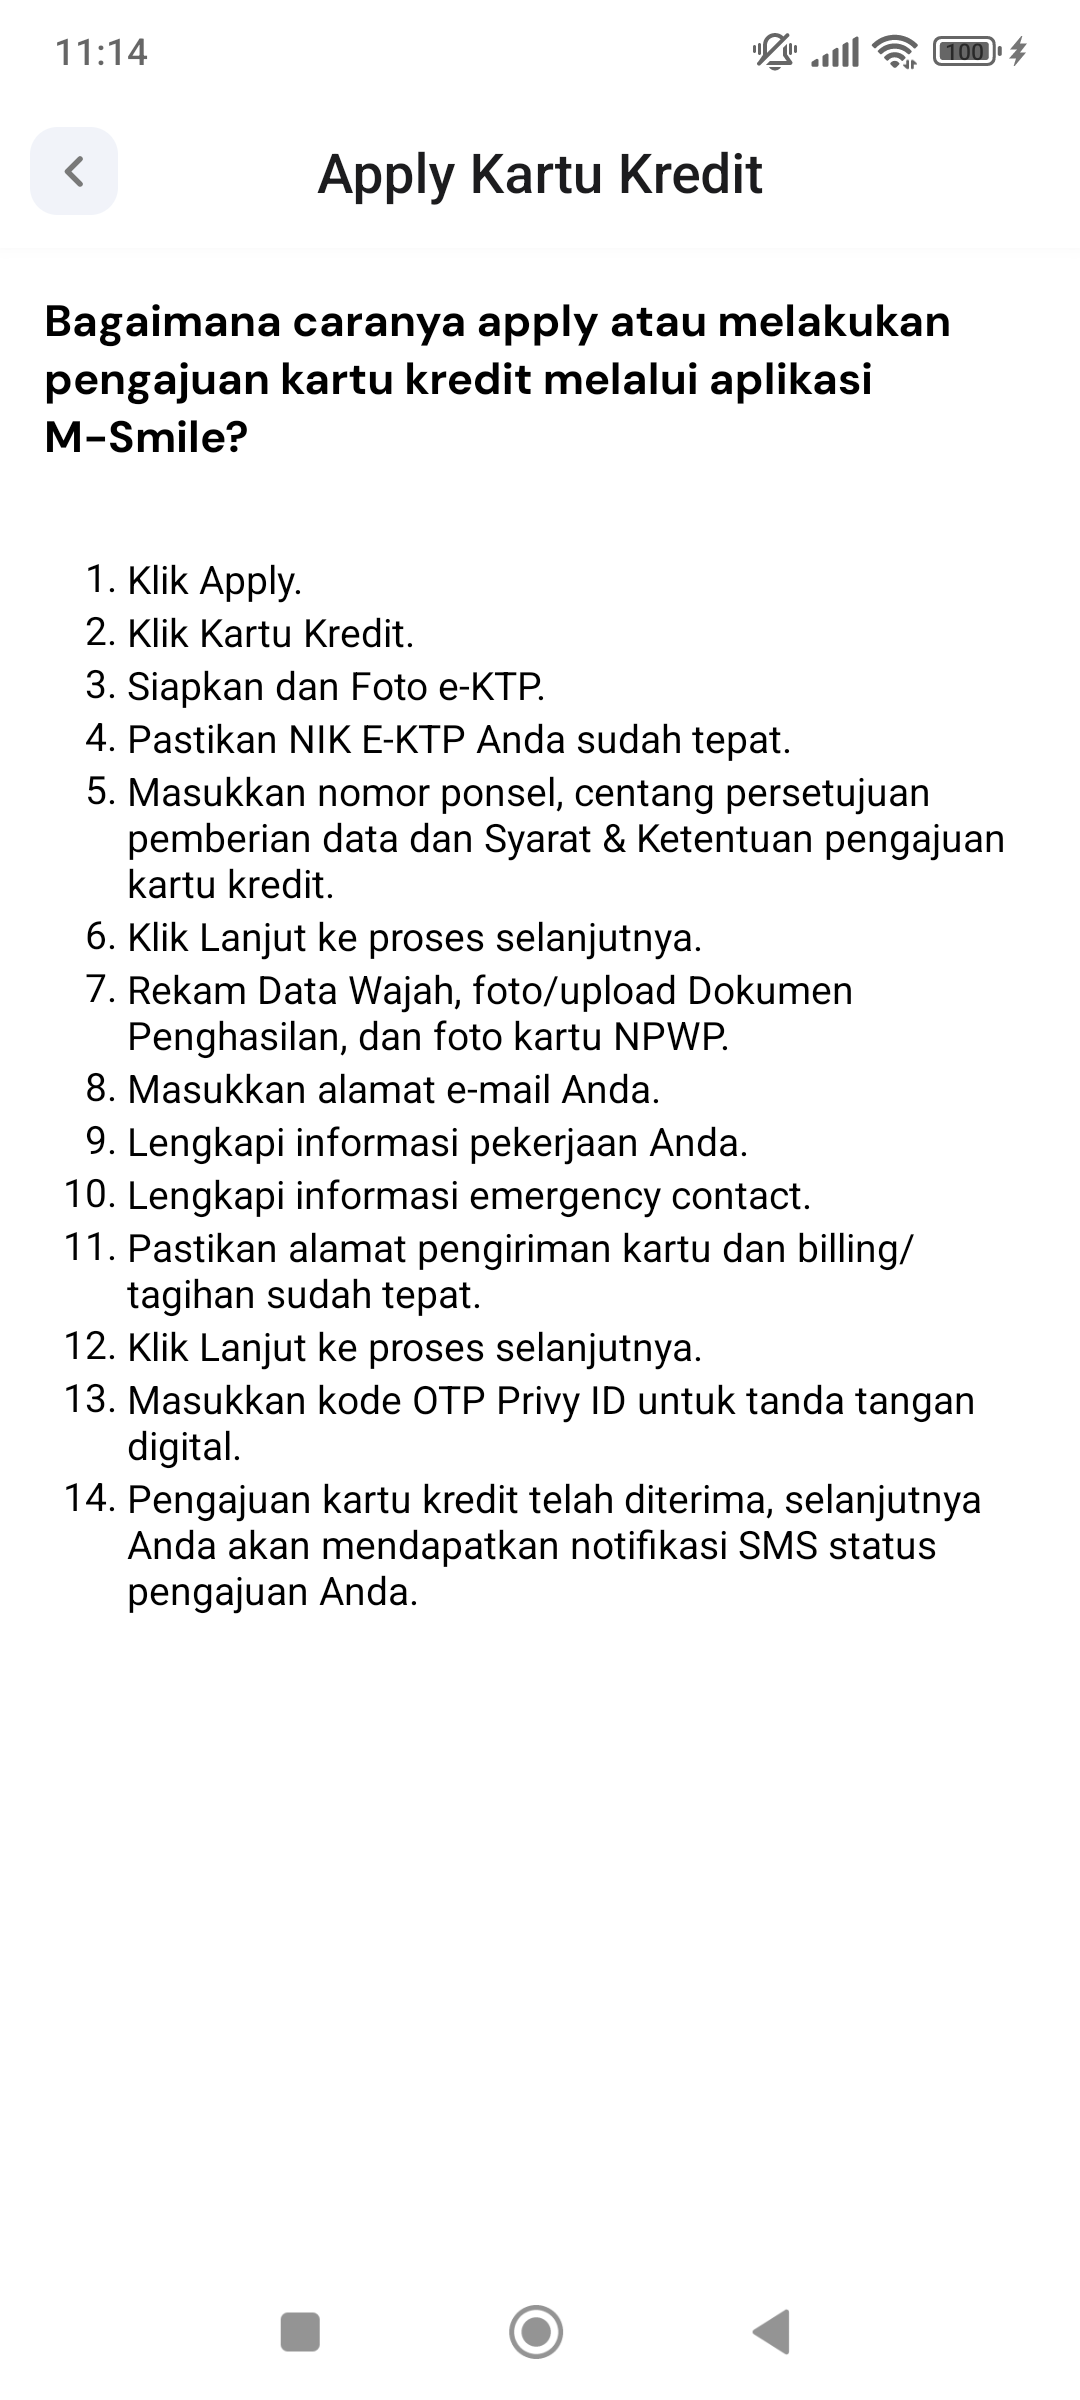 11:14
100
Apply Kartu Kredit
Bagaimana caranya apply atau melakukan
pengajuan kartu kredit melalui aplikasi
M-Smile?
1. Klik Apply.
2. Klik Kartu Kredit.
3. Siapkan dan Foto e-KTP.
4. Pastikan NIK E-KTP Anda sudah tepat.
5. Masukkan nomor ponsel, centang persetujuan
pemberian data dan Syarat & Ketentuan pengajuan
kartu kredit.
6. Klik Lanjut ke proses selanjutnya.
7. Rekam Data Wajah, foto/upload Dokumen
Penghasilan, dan foto kartu NPWP.
8. Masukkan alamat e-mail Anda.
9. Lengkapi informasi pekerjaan Anda.
10. Lengkapi informasi emergency contact.
11. Pastikan alamat pengiriman kartu dan billing/
tagihan sudah tepat.
12. Klik Lanjut ke proses selanjutnya.
13. Masukkan kode OTP Privy ID untuk tanda tangan
digital.
14. Pengajuan kartu kredit telah diterima, selanjutnya
Anda akan mendapatkan notifikasi SMS status
pengajuan Anda.